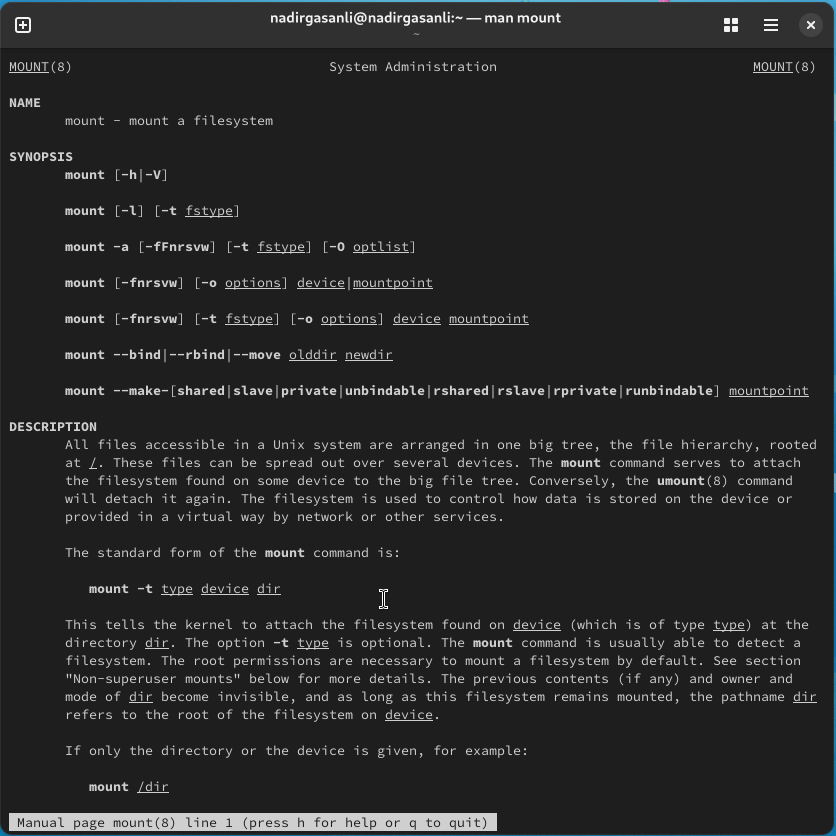 nadirgasanli@nadirgasanli:~ — man mount
~
MOUNT(8) System Administration MOUNT(8)
NAME
mount - mount a filesystem
SYNOPSIS
mount [-h|-V]
mount [-l] [-t fstype]
mount -a [-fFnrsvw] [-t fstype] [-O optlist]
mount [-fnrsvw] [-o options] device|mountpoint
mount [-fnrsvw] [-t fstype] [-o options] device mountpoint
mount --bind|--rbind|--move olddir newdir
mount --make-[shared|slave|private|unbindable|rshared|rslave|rprivate|runbindable] mountpoint
DESCRIPTION
All files accessible in a Unix system are arranged in one big tree, the file hierarchy, rooted
at /. These files can be spread out over several devices. The mount command serves to attach
the filesystem found on some device to the big file tree. Conversely, the umount(8) command
will detach it again. The filesystem is used to control how data is stored on the device or
provided in a virtual way by network or other services.
The standard form of the mount command is:
mount -t type device dir
This tells the kernel to attach the filesystem found on device (which is of type type) at the
directory dir. The option -t type is optional. The mount command is usually able to detect a
filesystem. The root permissions are necessary to mount a filesystem by default. See section
"Non-superuser mounts" below for more details. The previous contents (if any) and owner and
mode of dir become invisible, and as long as this filesystem remains mounted, the pathname dir
refers to the root of the filesystem on device.
If only the directory or the device is given, for example:
mount /dir
Manual page mount(8) line 1 (press h for help or q to quit)